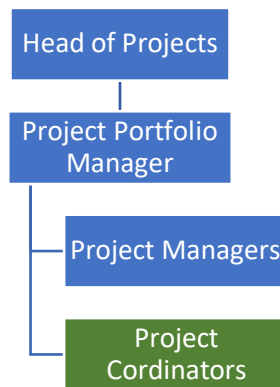 Head of Projects
Project Portfolio
Manager
Project Managers
Project
Cordinators